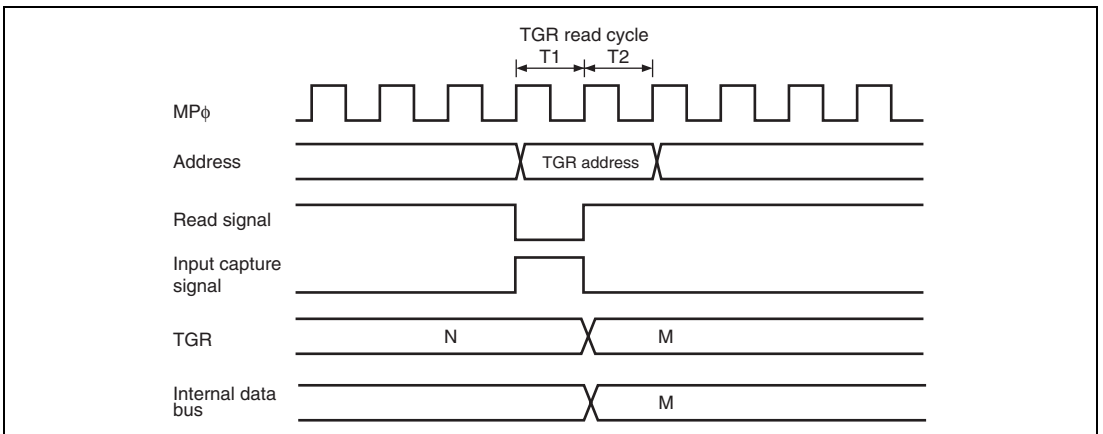 TGR read cycle
T1 T2
MPϕ
Address
TGR address
Read signal
Input capture
signal
TGR
N M
Internal data
bus
M